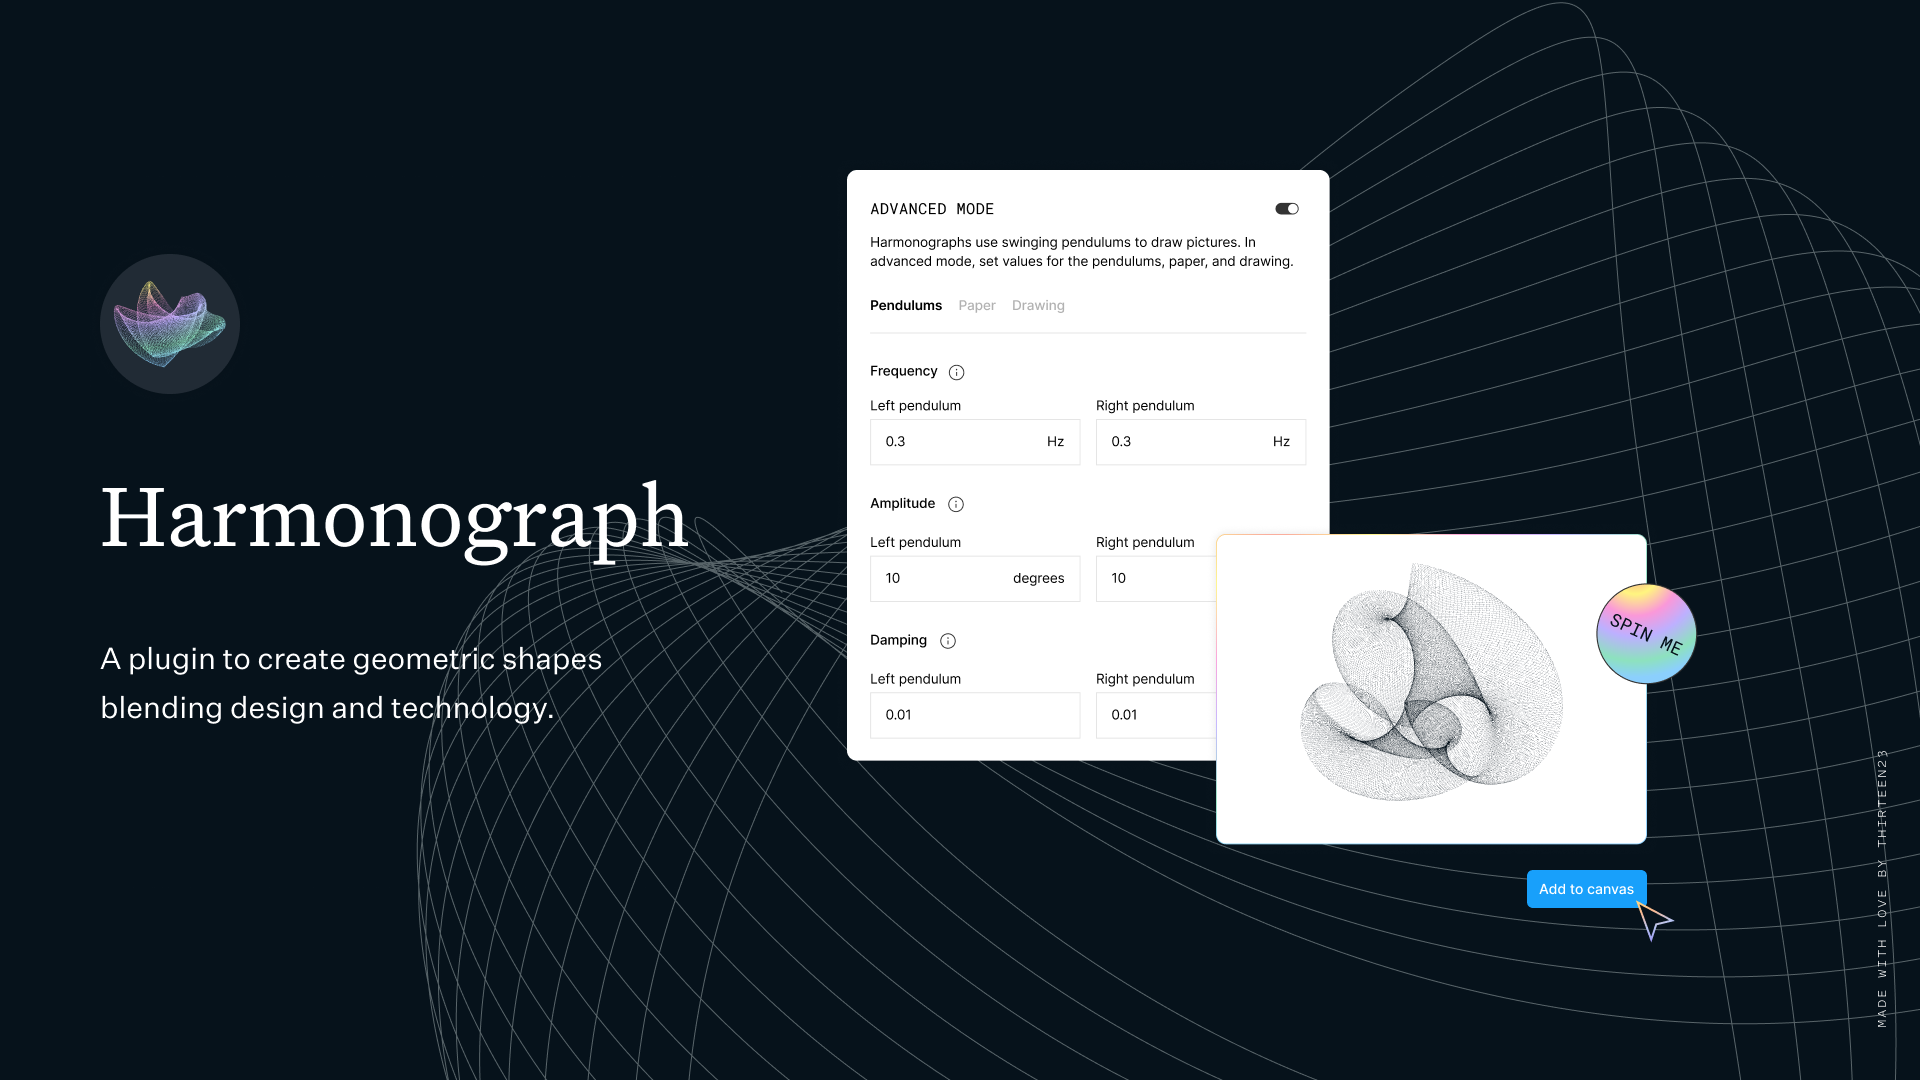 Harmonograph
A plugin to create geometric shapes
blending design and technology.
ADVANCED MODE
Harmonographs use swinging pendulums to draw pictures. In
advanced mode, set values for the pendulums, paper, and drawing.
Pendulums Paper Drawing
Frequency
Left pendulum Right pendulum
0.3 Hz 0.3 Hz
Amplitude
Left pendulum Right pendulum
10 degrees 10
Damping
Left pendulum Right pendulum
0.01 0.01
SPIN ME
Add to canvas
MADE WITH LOVE BY THIRTEEN23